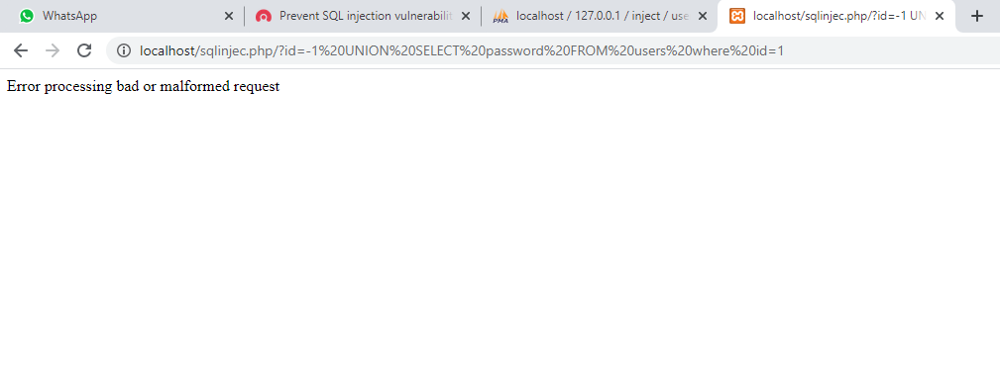 WhatsApp
Prevent SQL injection vulnerabilit
PMA
localhost / 127.0.0.1 / inject / use
localhost/sqlinjec.php/?id=-1 UN
localhost/sqlinjec.php/?id=-1%20UNION%20SELECT%20password%20FROM%20users%20where%20id=1
Error processing bad or malformed request